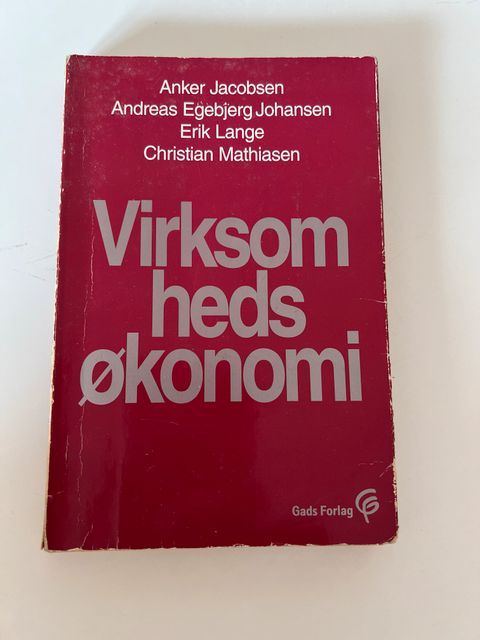 Anker Jacobsen
Andreas Egebjerg Johansen
Erik Lange
Christian Mathiasen
Virksom
heds
økonomi
Gads Forlag